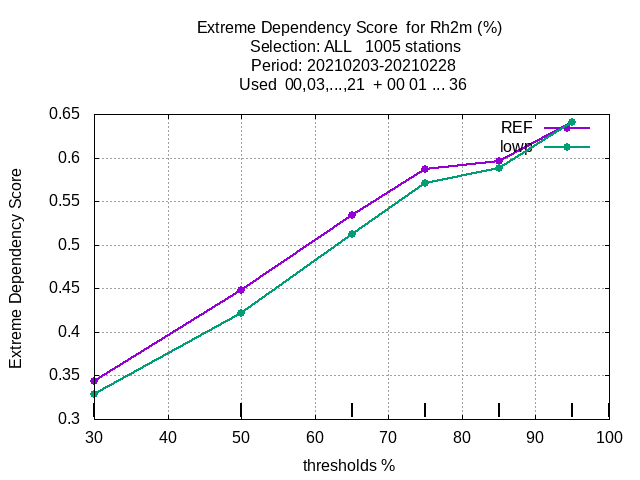 Extreme Dependency Score  for Rh2m (%)
Selection: ALL   1005 stations
Period: 20210203-20210228
Used  00,03,...,21  + 00 01 ... 36
REF
lowp
0.65
0.6
0.55
0.5
0.45
0.4
0.35
0.3
Extreme Dependency Score
30 40 50 60 70 80 90 100
thresholds %